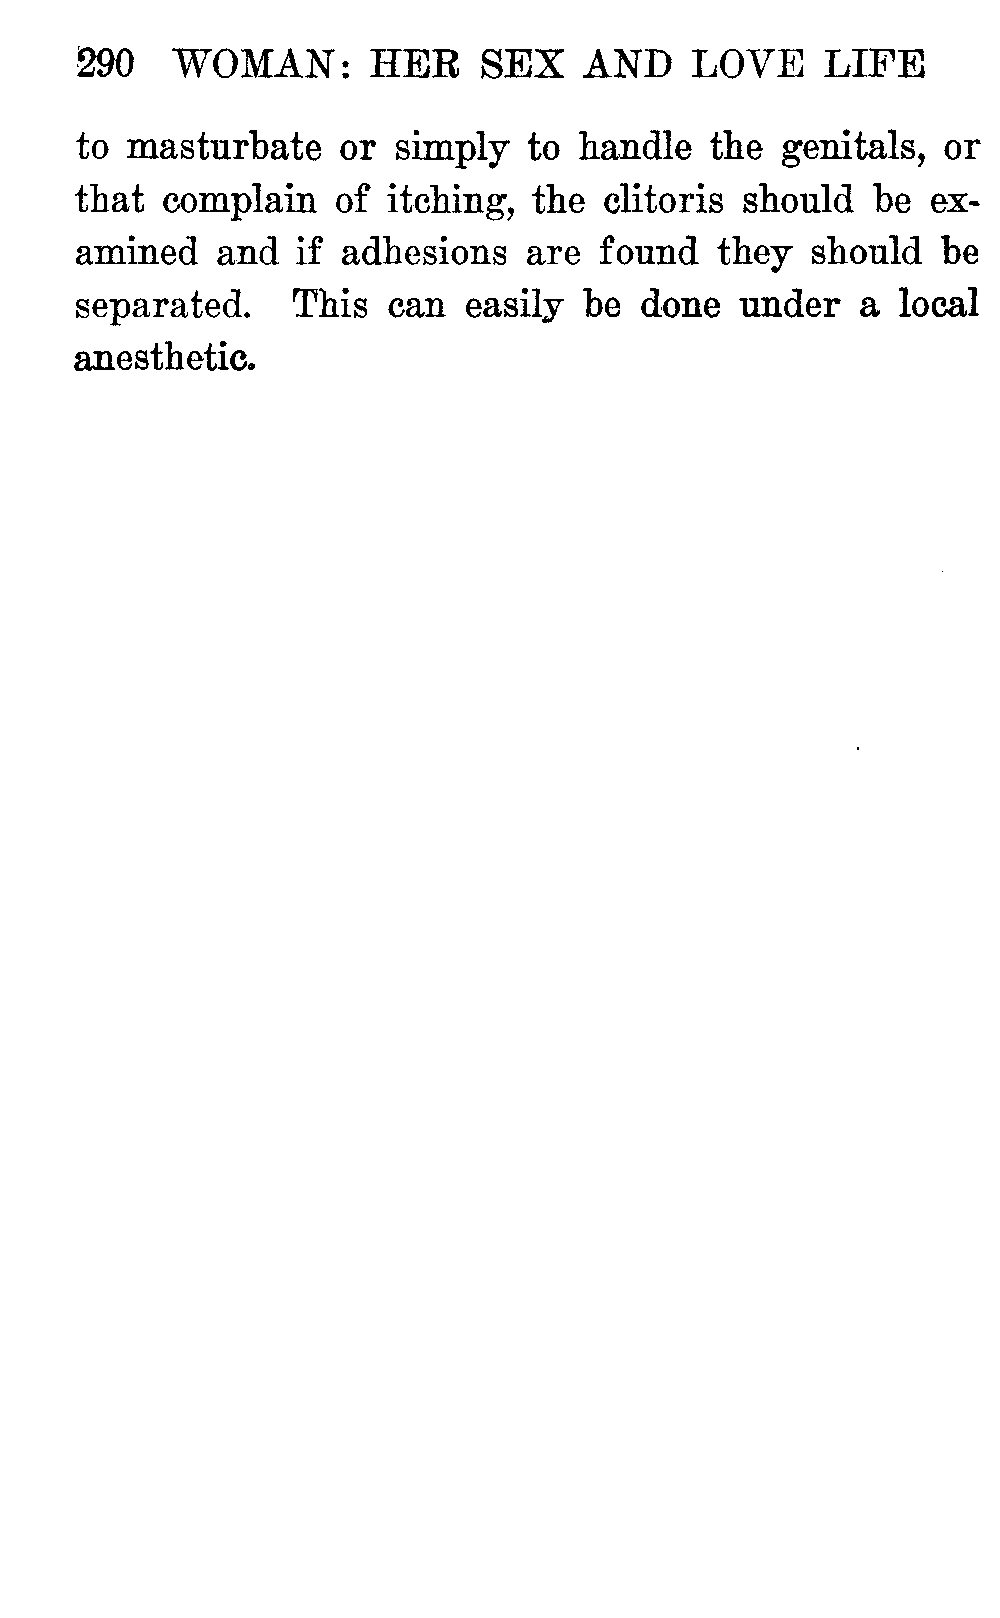 290 WOMAN: HER SEX AND LOVE LIFE
to masturbate or simply to handle the genitals, or
that complain of itching, the clitoris should be ex-
amined and if adhesions are found they should be
separated. This can easily be done under a local
anesthetic.